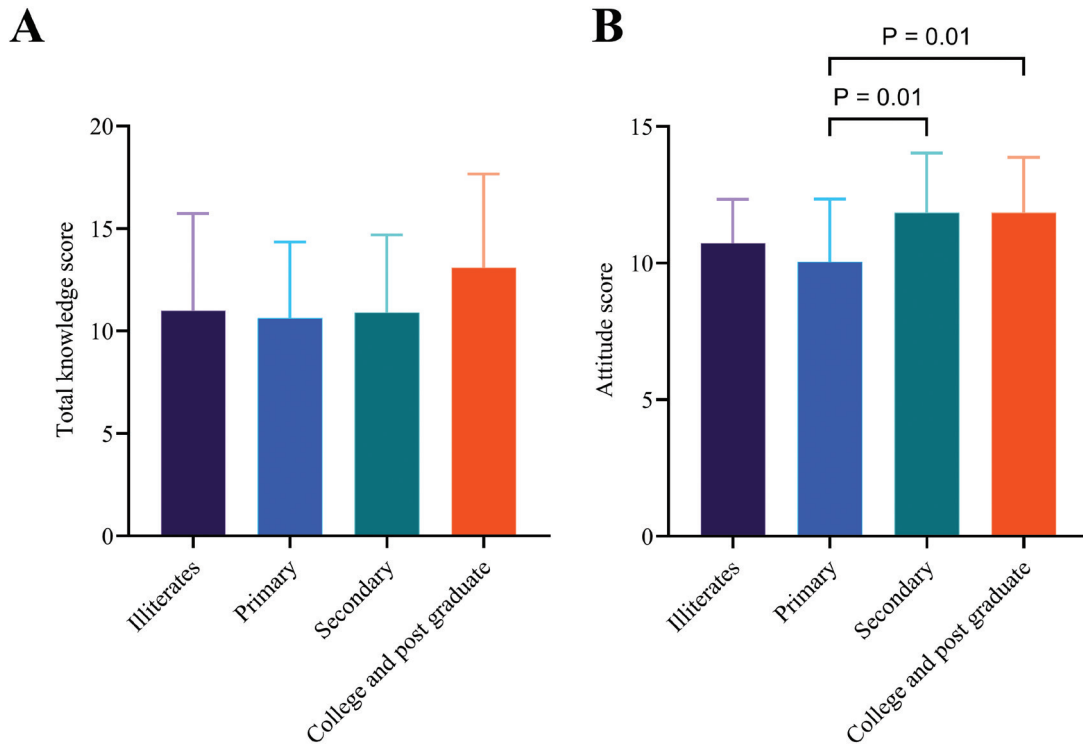 A
Total knowledge score
20
15
10
5
0
Illiterates
Primary
Secondary
College and post graduate
B
P = 0.01
P = 0.01
Attitude score
15
10
5
0
Illiterates
Primary
Secondary
College and post graduate